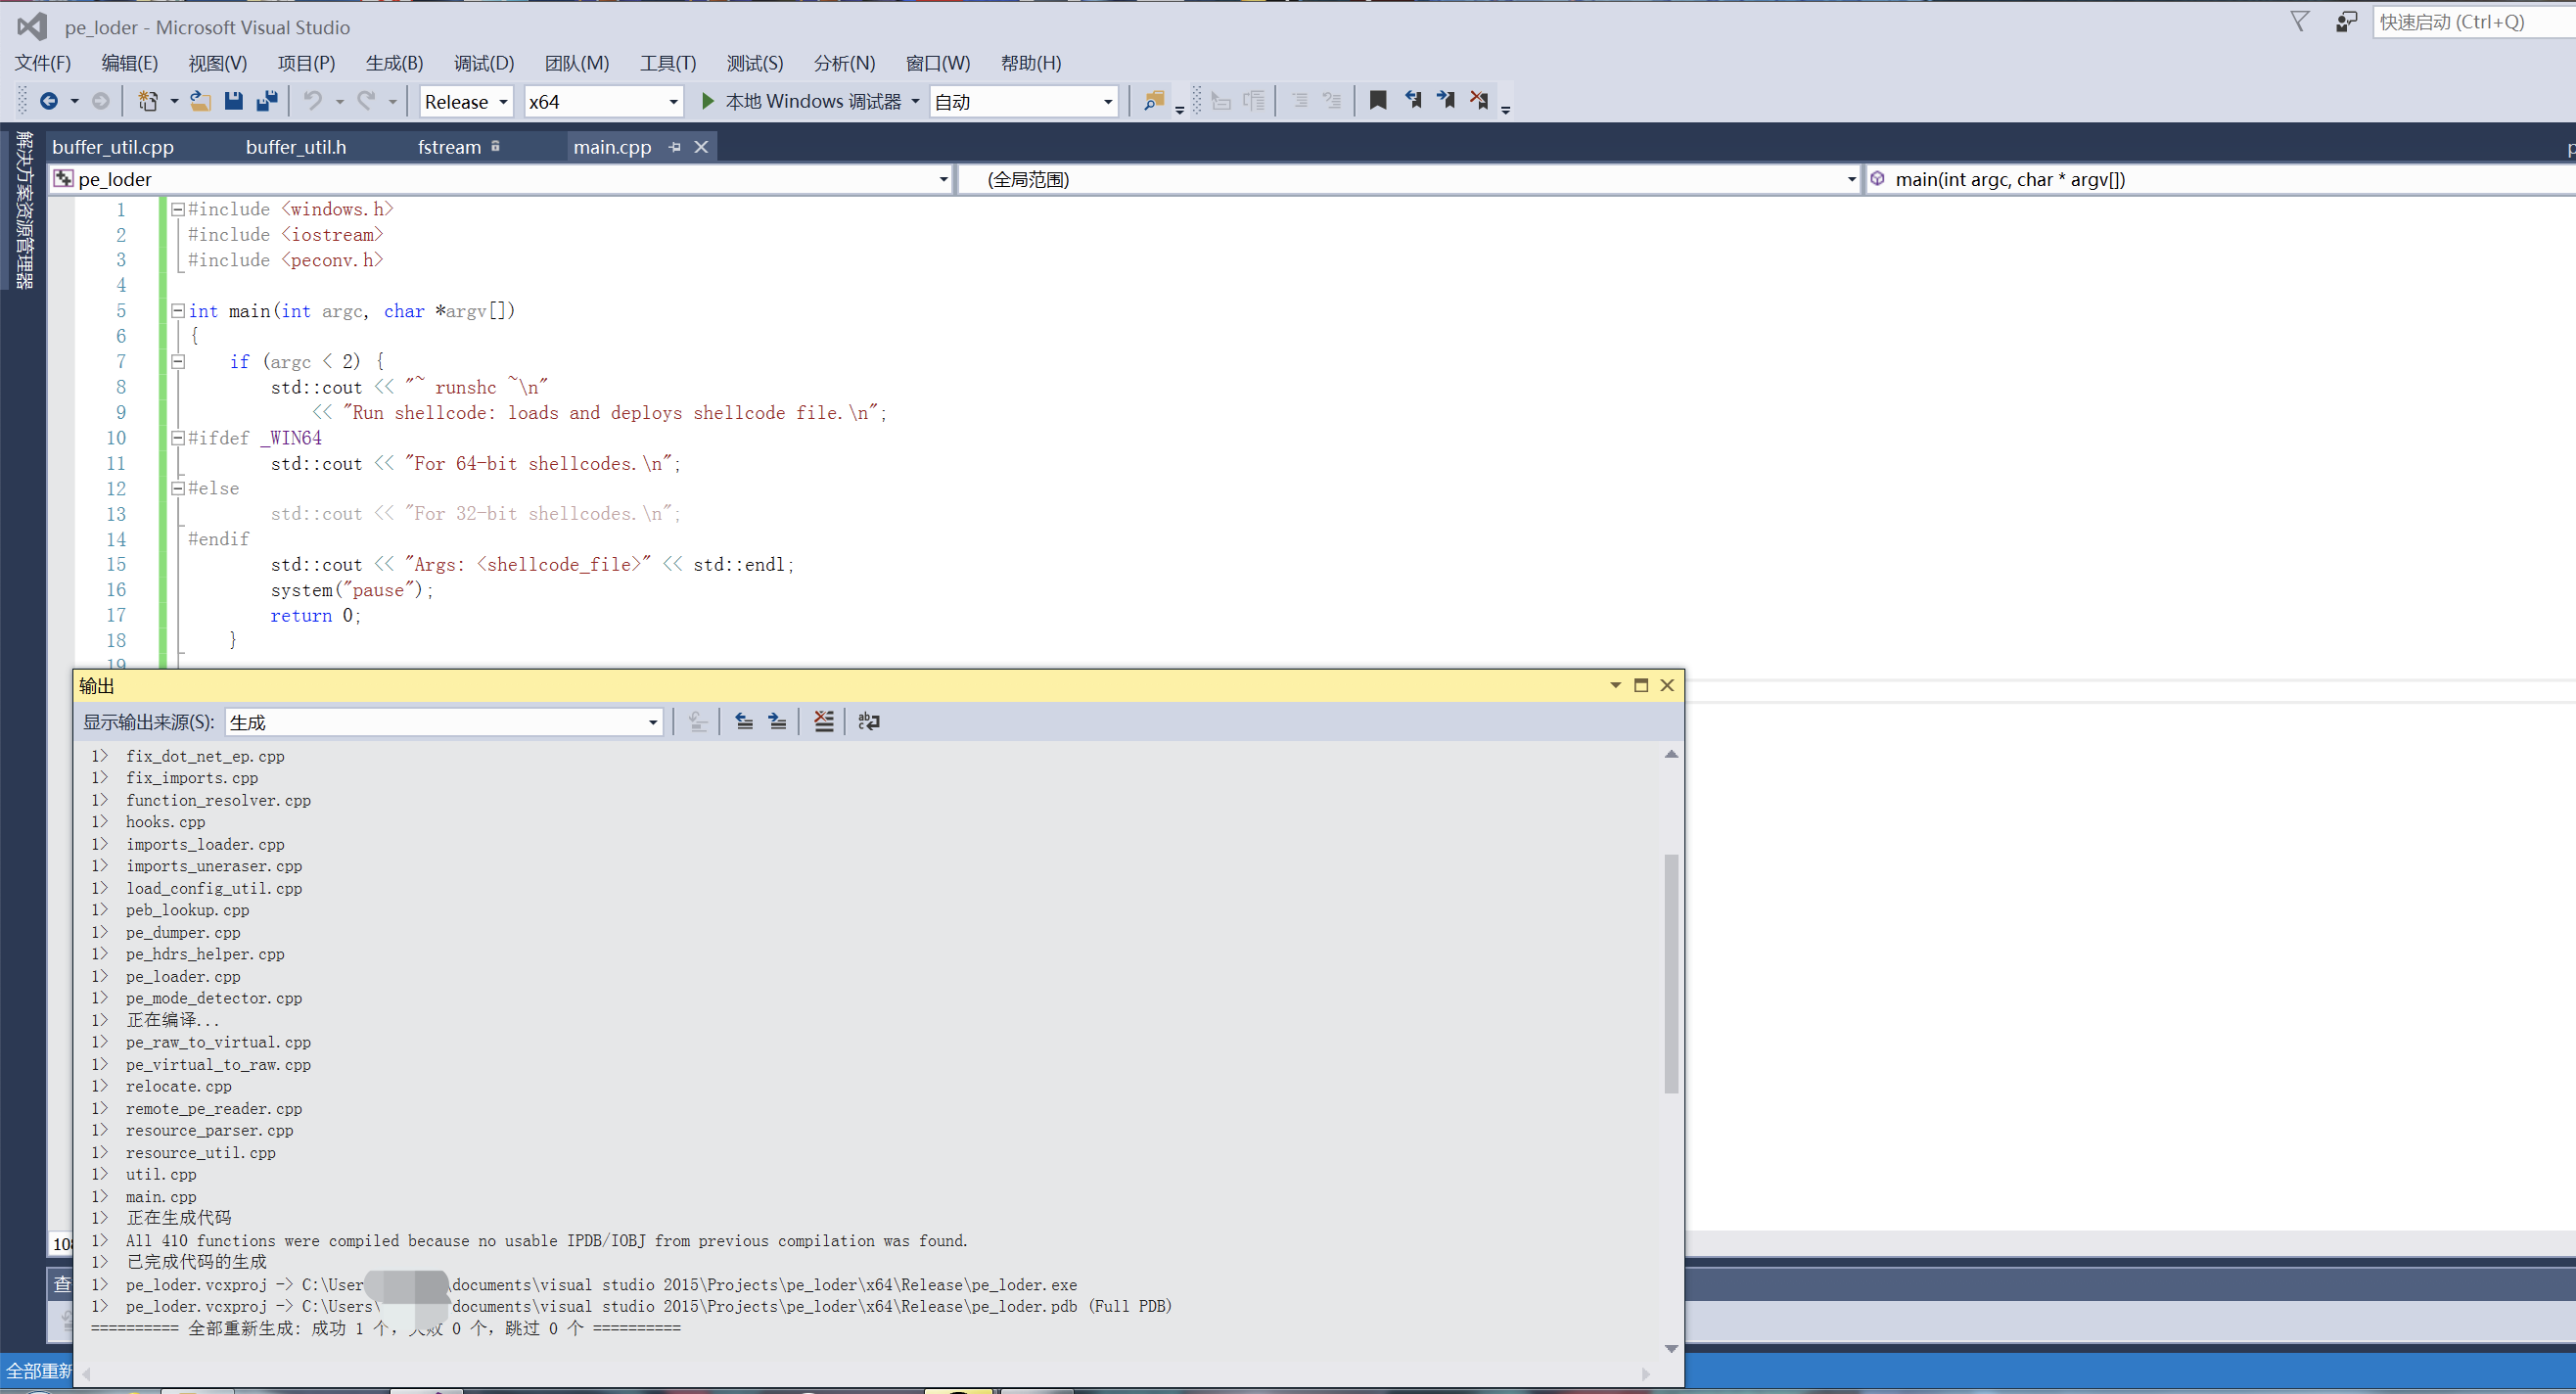 pe_loder - Microsoft Visual Studio
快速启动 (Ctrl+Q)
文件(F) 编辑(E) 视图(V) 项目(P) 生成(B) 调试(D) 团队(M) 工具(T) 测试(S) 分析(N) 窗口(W) 帮助(H)
Release x64 本地 Windows 调试器 自动
解决方案资源管理器
buffer_util.cpp buffer_util.h fstream main.cpp
pe_loder (全局范围) main(int argc, char * argv[])
1 #include <windows.h>
2 #include <iostream>
3 #include <peconv.h>
4
5 int main(int argc, char *argv[])
6 {
7 if (argc < 2) {
8 std::cout << "~ runshc ~\n"
9 << "Run shellcode: loads and deploys shellcode file.\n";
10 #ifdef _WIN64
11 std::cout << "For 64-bit shellcodes.\n";
12 #else
13 std::cout << "For 32-bit shellcodes.\n";
14 #endif
15 std::cout << "Args: <shellcode_file>" << std::endl;
16 system("pause");
17 return 0;
18 }
19
输出
显示输出来源(S): 生成
1> fix_dot_net_ep.cpp
1> fix_imports.cpp
1> function_resolver.cpp
1> hooks.cpp
1> imports_loader.cpp
1> imports_uneraser.cpp
1> load_config_util.cpp
1> peb_lookup.cpp
1> pe_dumper.cpp
1> pe_hdrs_helper.cpp
1> pe_loader.cpp
1> pe_mode_detector.cpp
1> 正在编译...
1> pe_raw_to_virtual.cpp
1> pe_virtual_to_raw.cpp
1> relocate.cpp
1> remote_pe_reader.cpp
1> resource_parser.cpp
1> resource_util.cpp
1> util.cpp
1> main.cpp
1> 正在生成代码
1> All 410 functions were compiled because no usable IPDB/IOBJ from previous compilation was found.
1> 已完成代码的生成
1> pe_loder.vcxproj -> C:\User \documents\visual studio 2015\Projects\pe_loder\x64\Release\pe_loder.exe
1> pe_loder.vcxproj -> C:\Users\ documents\visual studio 2015\Projects\pe_loder\x64\Release\pe_loder.pdb (Full PDB)
========== 全部重新生成: 成功 1 个, 0 个, 跳过 0 个 ==========
查
全部重新